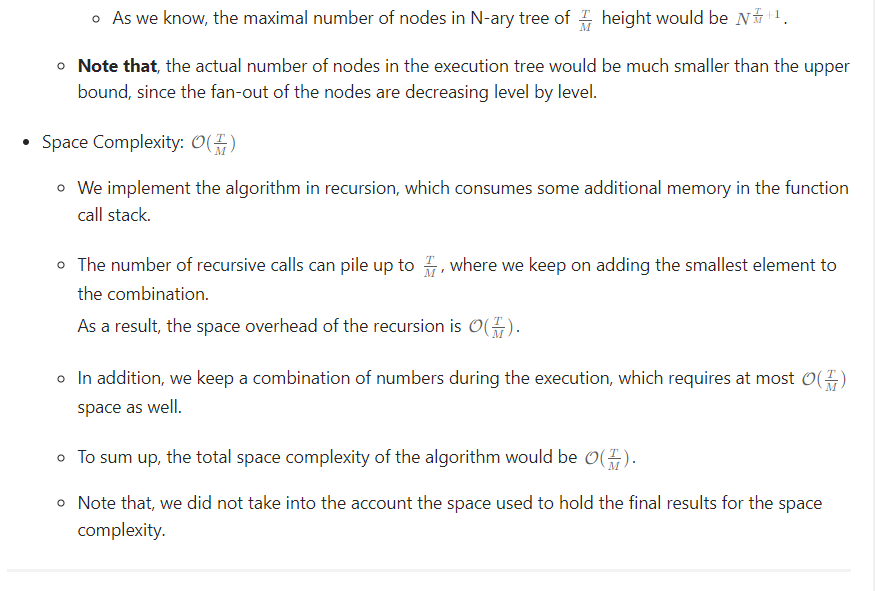 As we know, the maximal number of nodes in N-ary tree of T/M height would be N^{T/M+1}.
Note that, the actual number of nodes in the execution tree would be much smaller than the upper
bound, since the fan-out of the nodes are decreasing level by level.
Space Complexity: O(T/M)
We implement the algorithm in recursion, which consumes some additional memory in the function
call stack.
The number of recursive calls can pile up to T/M, where we keep on adding the smallest element to
the combination.
As a result, the space overhead of the recursion is O(T/M).
In addition, we keep a combination of numbers during the execution, which requires at most O(T/M)
space as well.
To sum up, the total space complexity of the algorithm would be O(T/M).
Note that, we did not take into the account the space used to hold the final results for the space
complexity.